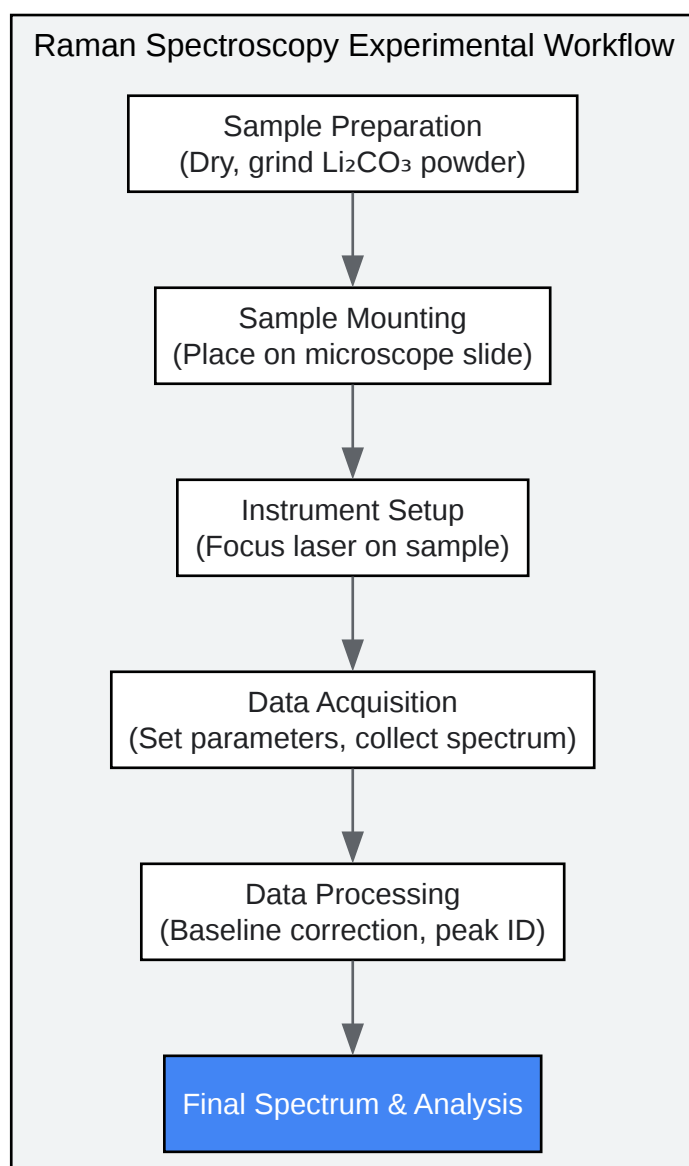 Raman Spectroscopy Experimental Workflow
Sample Preparation
(Dry, grind Li₂CO₃ powder)
Sample Mounting
(Place on microscope slide)
Instrument Setup
(Focus laser on sample)
Data Acquisition
(Set parameters, collect spectrum)
Data Processing
(Baseline correction, peak ID)
Final Spectrum & Analysis